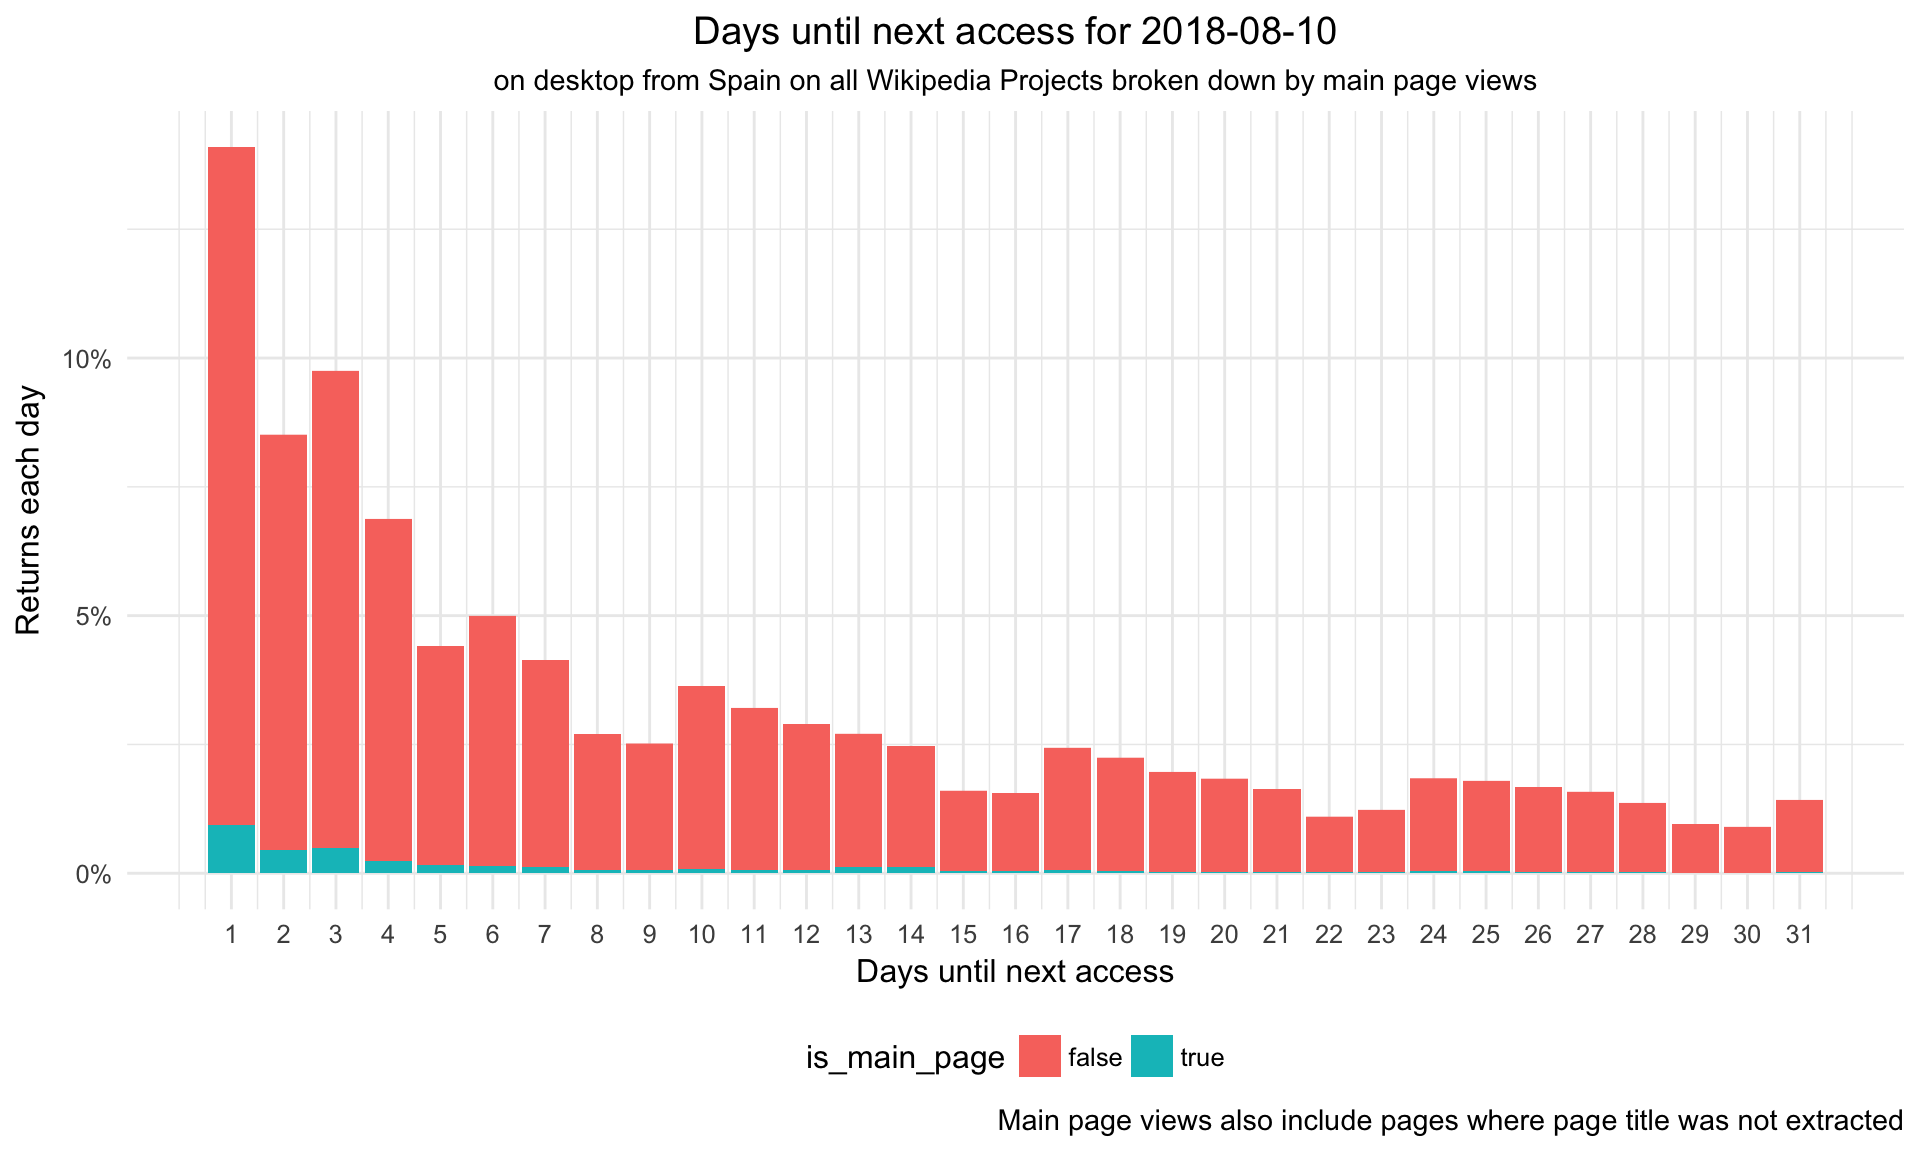 Days until next access for 2018-08-10
on desktop from Spain on all Wikipedia Projects broken down by main page views
Returns each day
10%
5%
0%
1 2 3 4 5 6 7 8 9 10 11 12 13 14 15 16 17 18 19 20 21 22 23 24 25 26 27 28 29 30 31
Days until next access
is_main_page false true
Main page views also include pages where page title was not extracted